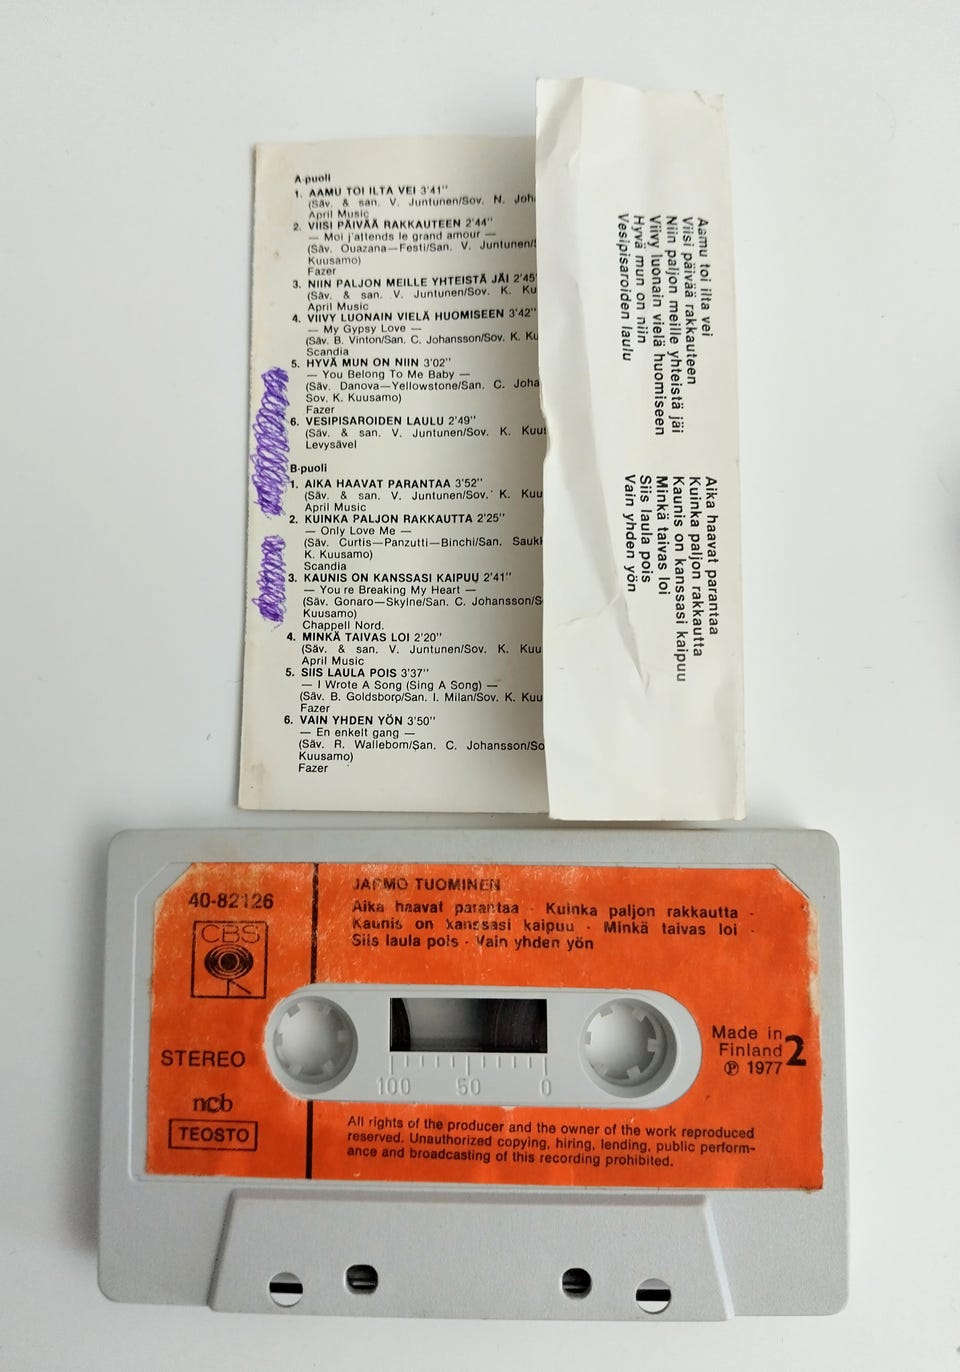 A-puoli
1. AAMU TOI ILTA VEI 3'41"
(Säv. & san. V. Juntunen/Sov. N. Joh
April Music
2. VIISI PÄIVÄÄ RAKKAUTEEN 2'44"
— Moi j'attends le grand amour —
(Säv. Ouazana—Festi/San. V. Juntunen/S
Kuusamo)
Fazer
3. NIIN PALJON MEILLE YHTEISTÄ JÄI 2'45"
(Säv. & san. V. Juntunen/Sov. K. Ku
April Music
4. VIIVY LUONAIN VIELÄ HUOMISEEN 3'42"
— My Gypsy Love —
(Säv. B. Vinton/San. C. Johansson/Sov. K. Ku
Scandia
5. HYVÄ MUN ON NIIN 3'02"
— You Belong To Me Baby —
(Säv. Danova—Yellowstone/San. C. Joha
Sov. K. Kuusamo)
Fazer
6. VESIPISAROIDEN LAULU 2'49"
(Säv. & san. V. Juntunen/Sov. K. Kuu
Levysävel
B-puoli
1. AIKA HAAVAT PARANTAA 3'52"
(Säv. & san. V. Juntunen/Sov. K. Kuu
April Music
2. KUINKA PALJON RAKKAUTTA 2'25"
— Only Love Me —
(Säv. Curtis—Panzutti—Binchi/San. Sauk
K. Kuusamo)
Scandia
3. KAUNIS ON KANSSASI KAIPUU 2'41"
— You're Breaking My Heart —
(Säv. Gonaro—Skylne/San. C. Johansson/S
Kuusamo)
Chappell Nord.
4. MINKÄ TAIVAS LOI 2'20"
(Säv. & san. V. Juntunen/Sov. K. Kuu
April Music
5. SIIS LAULA POIS 3'37"
— I Wrote A Song (Sing A Song) —
(Säv. B. Goldsborp/San. I. Milan/Sov. K. Kuu
Fazer
6. VAIN YHDEN YÖN 3'50"
— En enkelt gang —
(Säv. R. Wallebom/San. C. Johansson/So
Kuusamo)
Fazer
Aamu toi ilta vei
Viisi päivää rakkauteen
Niin paljon meille yhteistä jäi
Viivy luonain vielä huomiseen
Hyvä mun on niin
Vesipisaroiden laulu
Aika haavat parantaa
Kuinka paljon rakkautta
Kaunis on kanssasi kaipuu
Minkä taivas loi
Siis laula pois
Vain yhden yön
40-82126
CBS
STEREO
ncb
TEOSTO
JARMO TUOMINEN
Aika haavat parantaa · Kuinka paljon rakkautta ·
Kaunis on kanssasi kaipuu · Minkä taivas loi ·
Siis laula pois · Vain yhden yön
100 50 0
Made in
Finland
℗ 1977
2
All rights of the producer and the owner of the work reproduced
reserved. Unauthorized copying, hiring, lending, public perform-
ance and broadcasting of this recording prohibited.